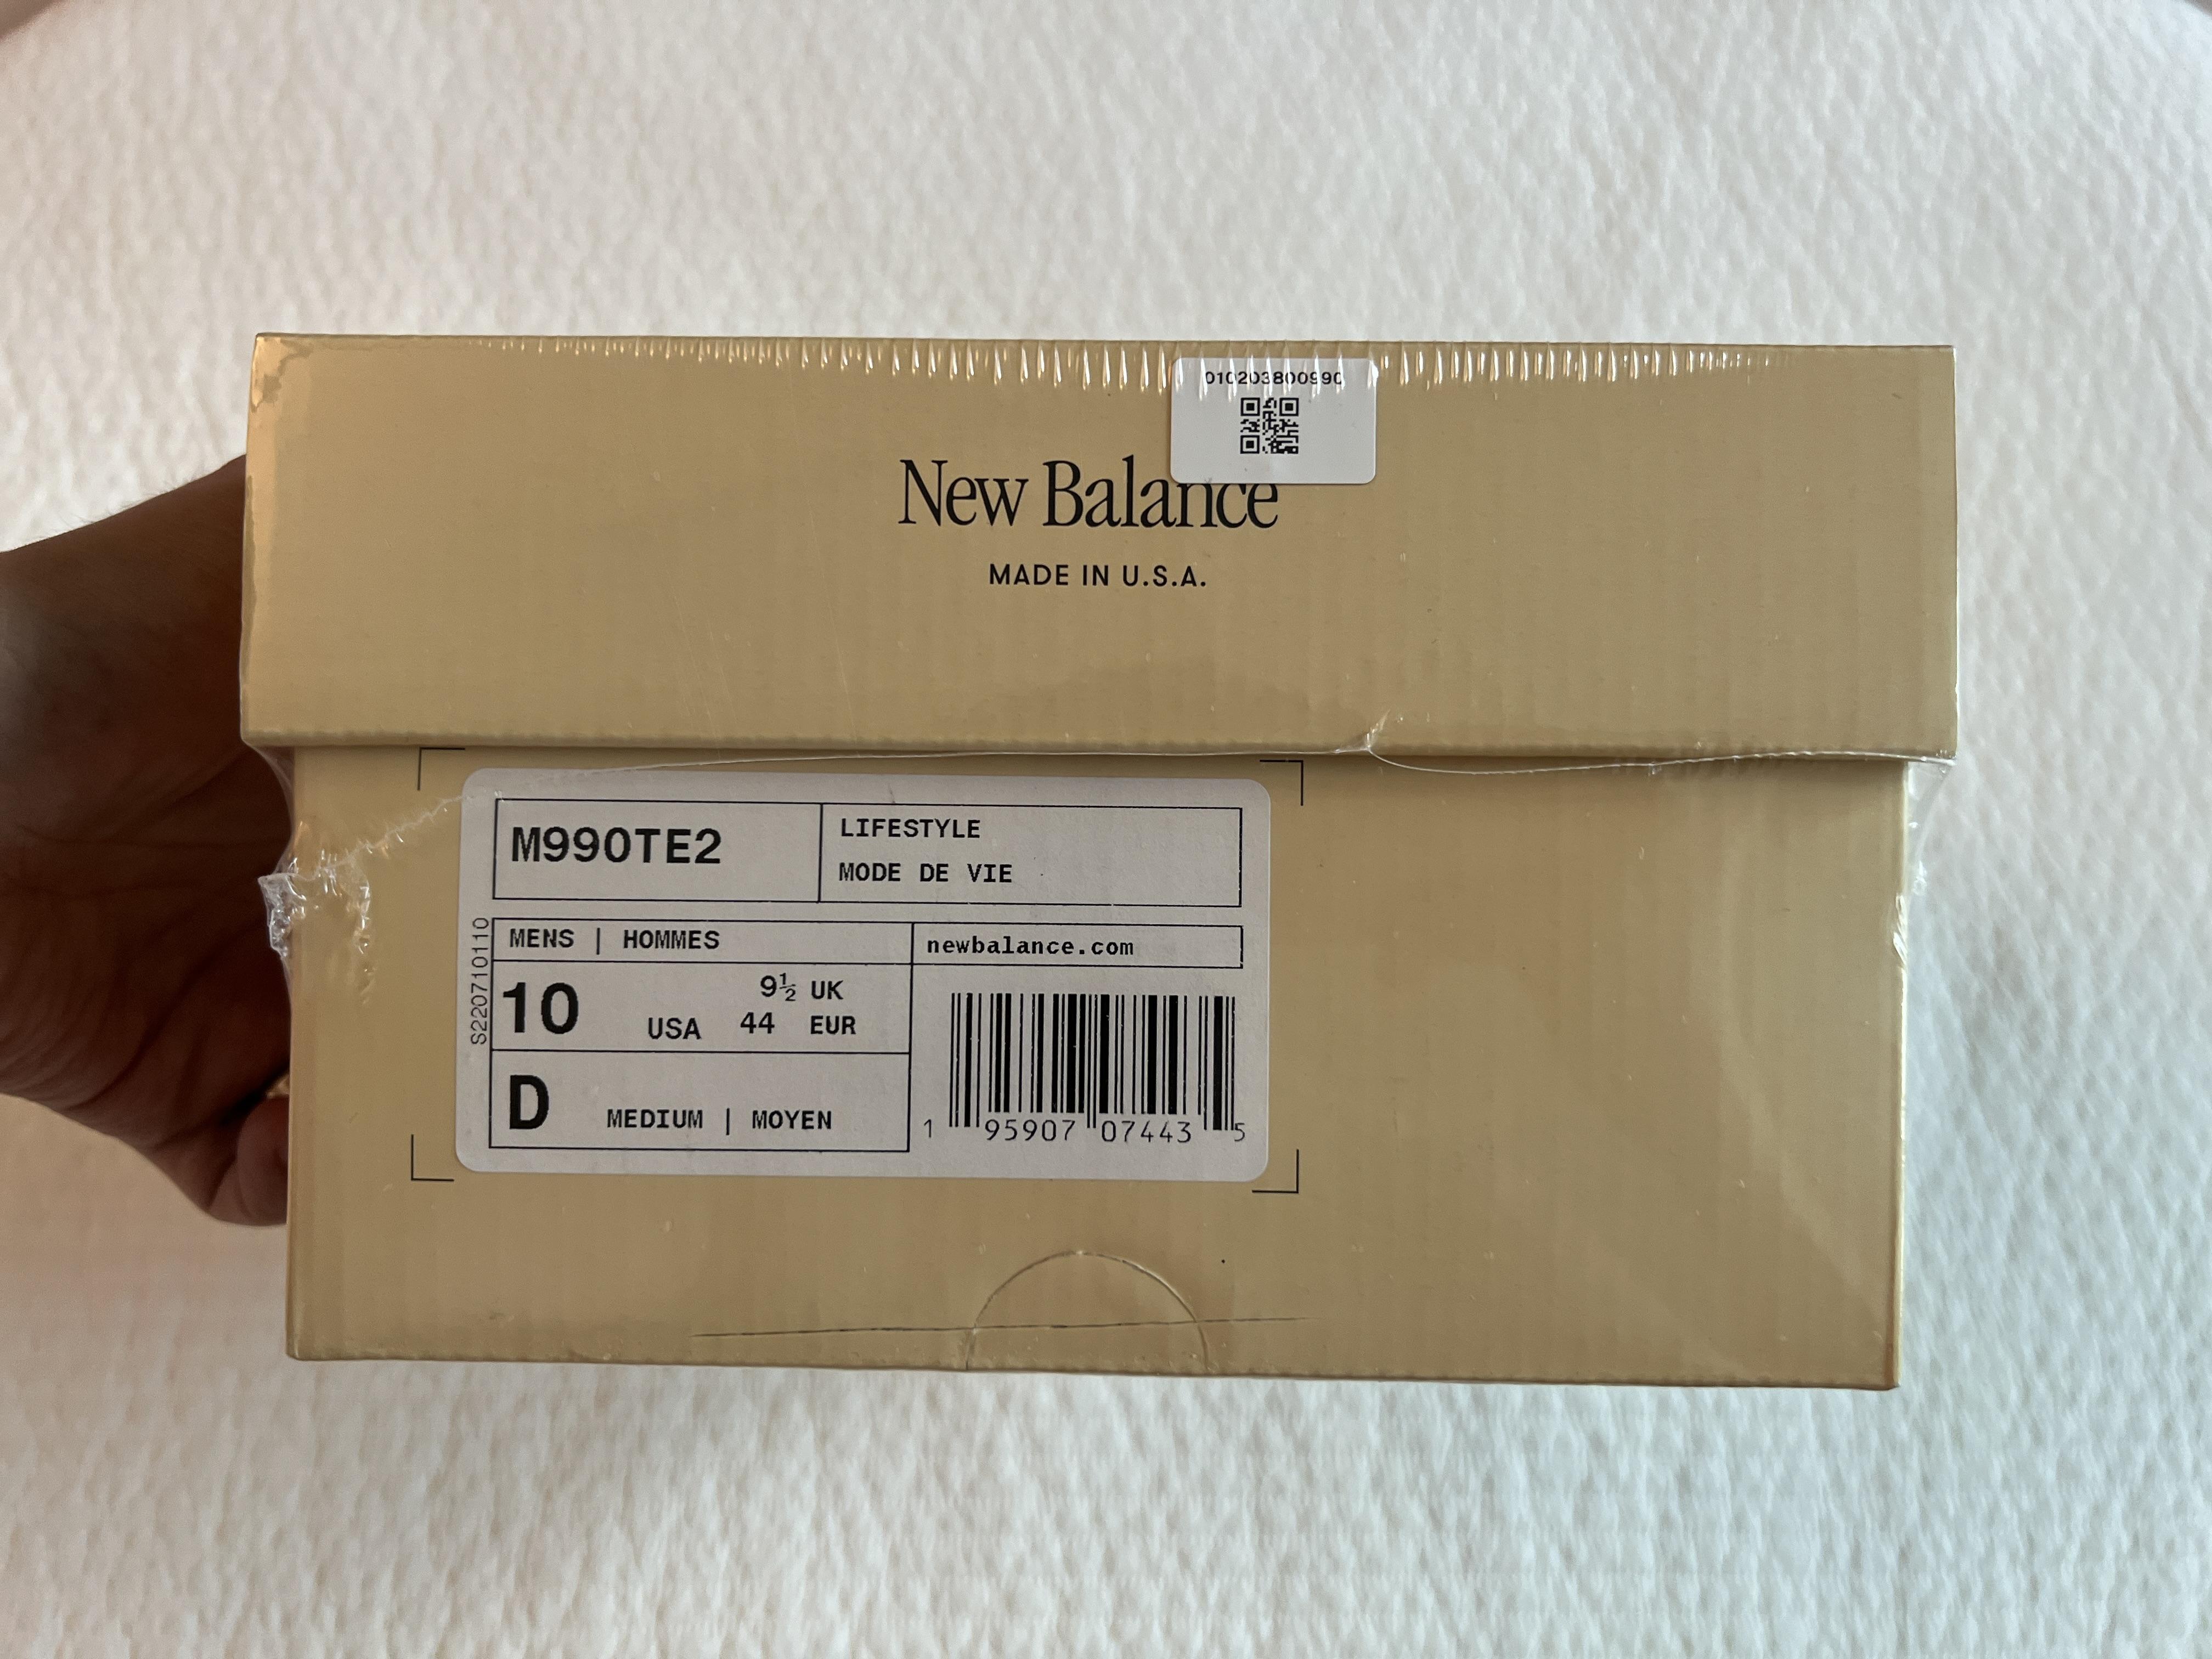 010203800990
New Balance
MADE IN U.S.A.
M990TE2
LIFESTYLE
MODE DE VIE
S220710110
MENS | HOMMES
newbalance.com
10 USA
9½ UK
44 EUR
D MEDIUM | MOYEN
1 95907 07443 5